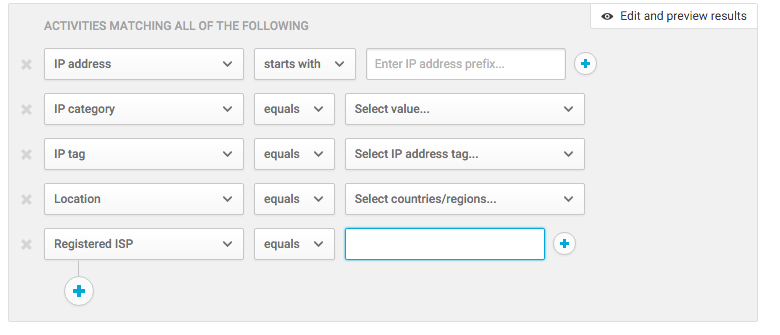 ACTIVITIES MATCHING ALL OF THE FOLLOWING
Edit and preview results
IP address starts with Enter IP address prefix...
IP category equals Select value...
IP tag equals Select IP address tag...
Location equals Select countries/regions...
Registered ISP equals